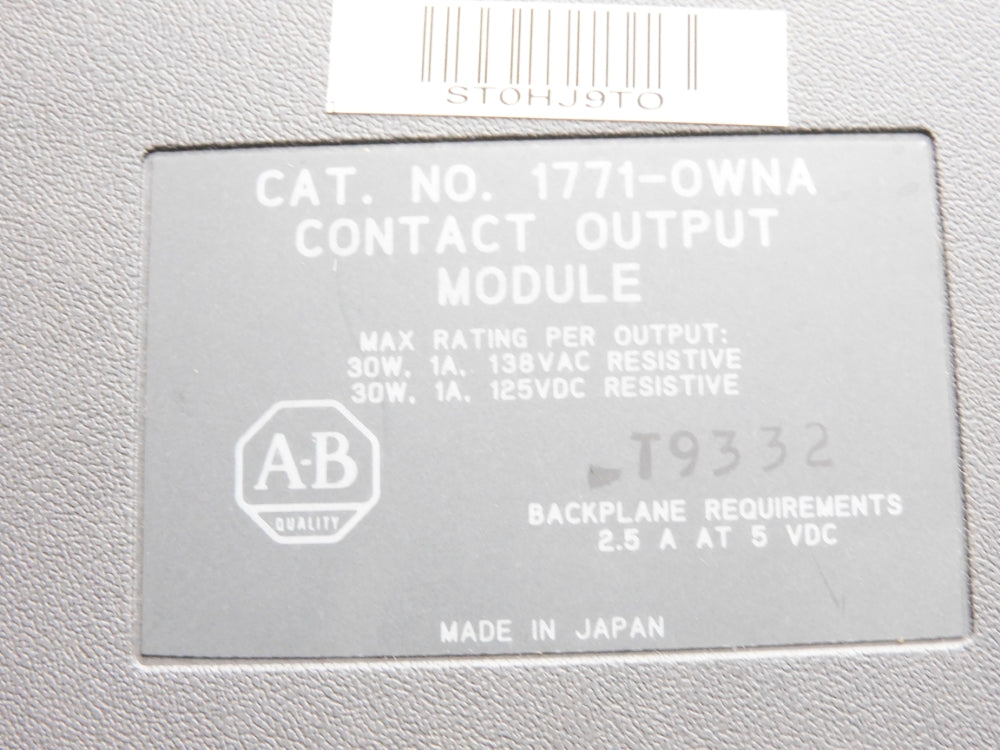 ST0HJ9TO
CAT. NO. 1771-OWNA
CONTACT OUTPUT
MODULE
MAX RATING PER OUTPUT:
30W, 1A, 138VAC RESISTIVE
30W, 1A, 125VDC RESISTIVE
A-B
QUALITY
T9332
BACKPLANE REQUIREMENTS
2.5 A AT 5 VDC
MADE IN JAPAN